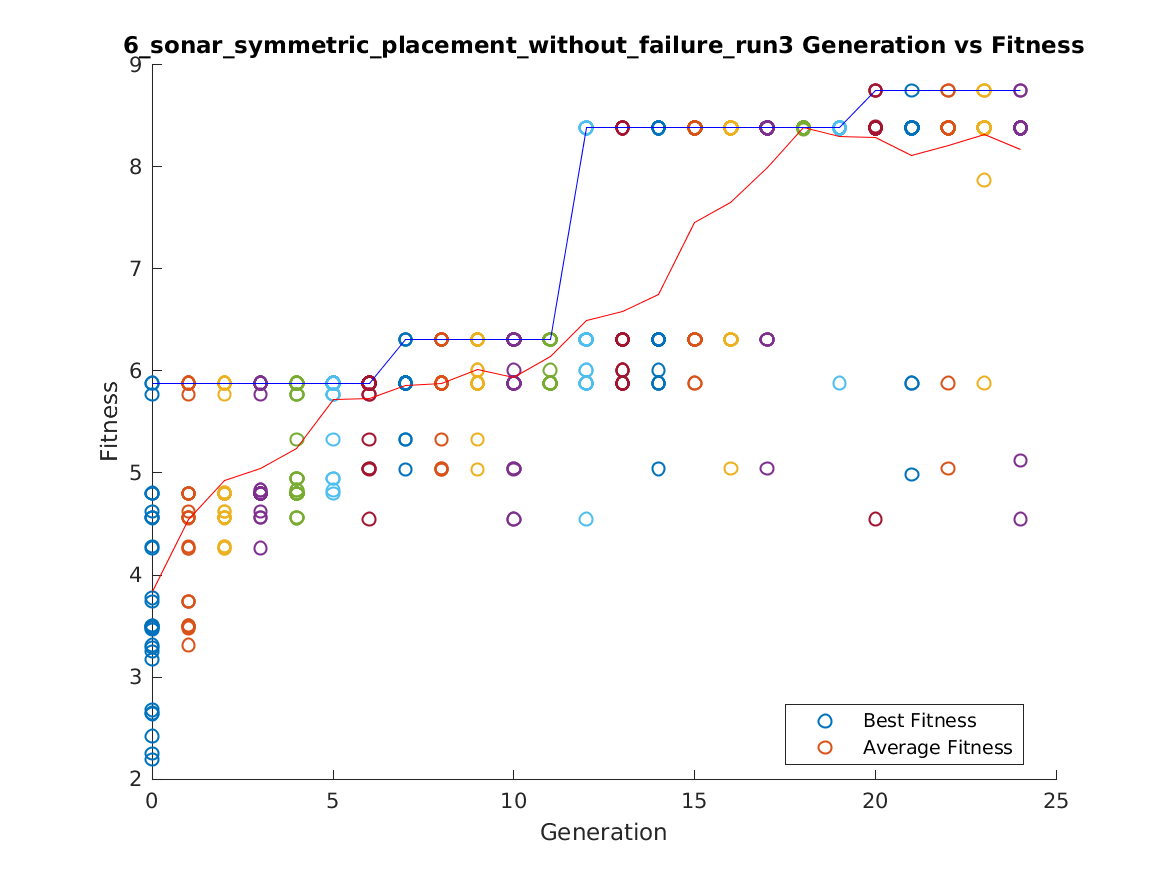 6_sonar_symmetric_placement_without_failure_run3 Generation vs Fitness
9
8
7
6
5
4
3
2
Fitness
Best Fitness
Average Fitness
0
5
10
15
20
25
Generation